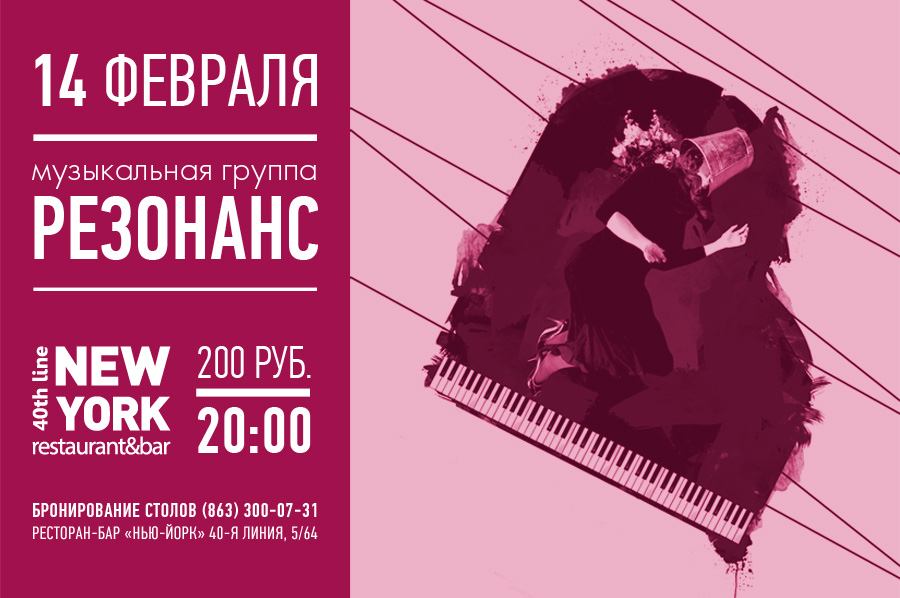 14 ФЕВРАЛЯ
музыкальная группа
РЕЗОНАНС
40th line
NEW
YORK
restaurant&bar
200 РУБ.
20:00
БРОНИРОВАНИЕ СТОЛОВ (863) 300-07-31
РЕСТОРАН-БАР «НЬЮ-ЙОРК» 40-Я ЛИНИЯ, 5/64